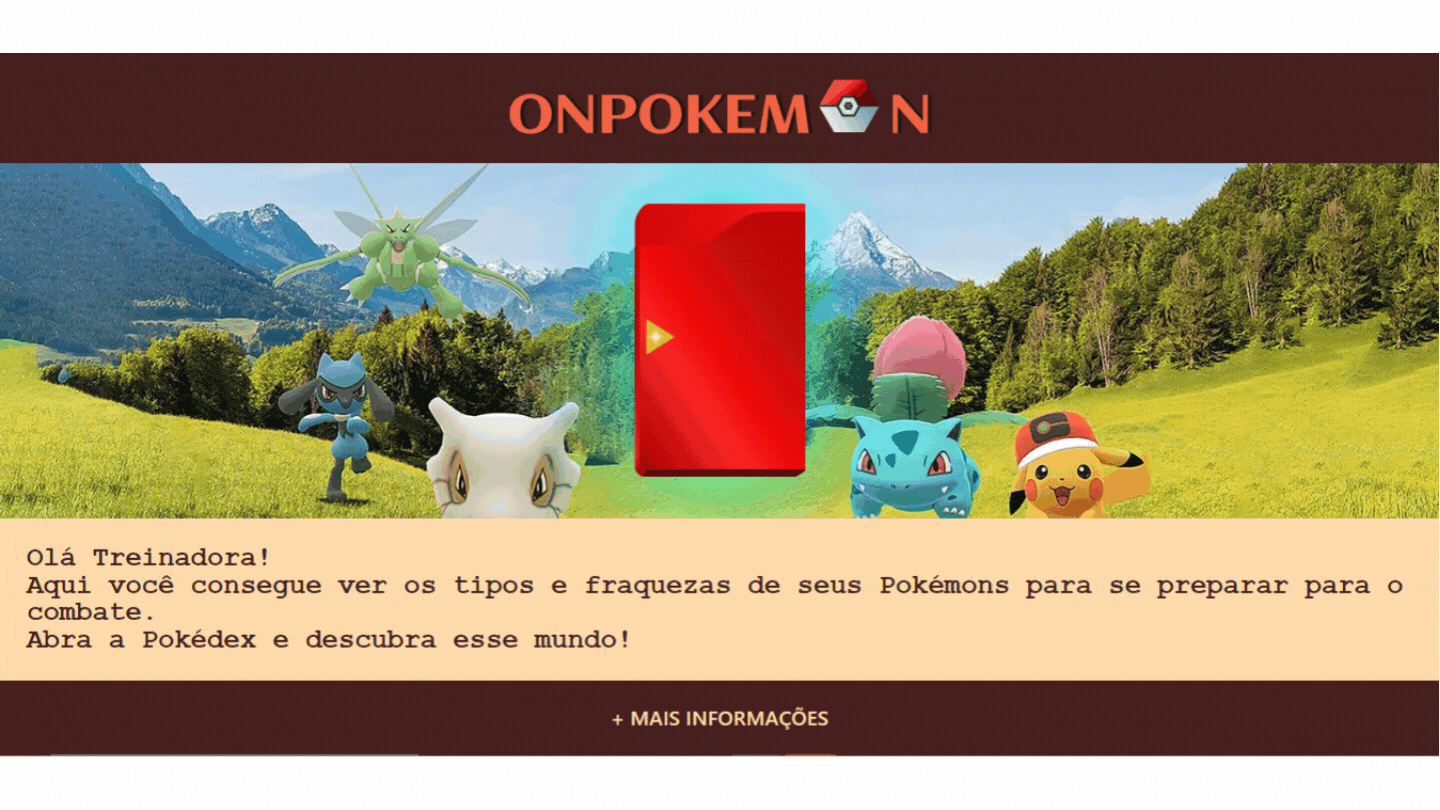 ONPOKEM N
Olá Treinadora!
Aqui você consegue ver os tipos e fraquezas de seus Pokémons para se preparar para o
combate.
Abra a Pokédex e descubra esse mundo!
+ MAIS INFORMAÇÕES